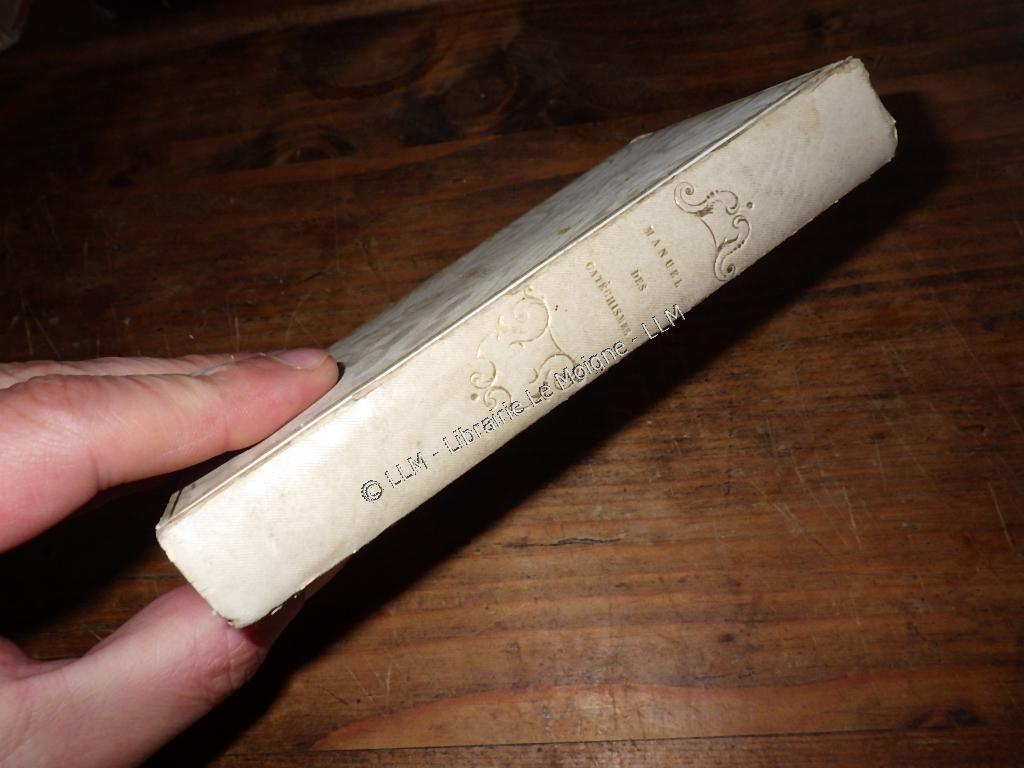 MANUEL
DES
CATÉCHISMES
© LLM - Librairie Le Moigne - LLM